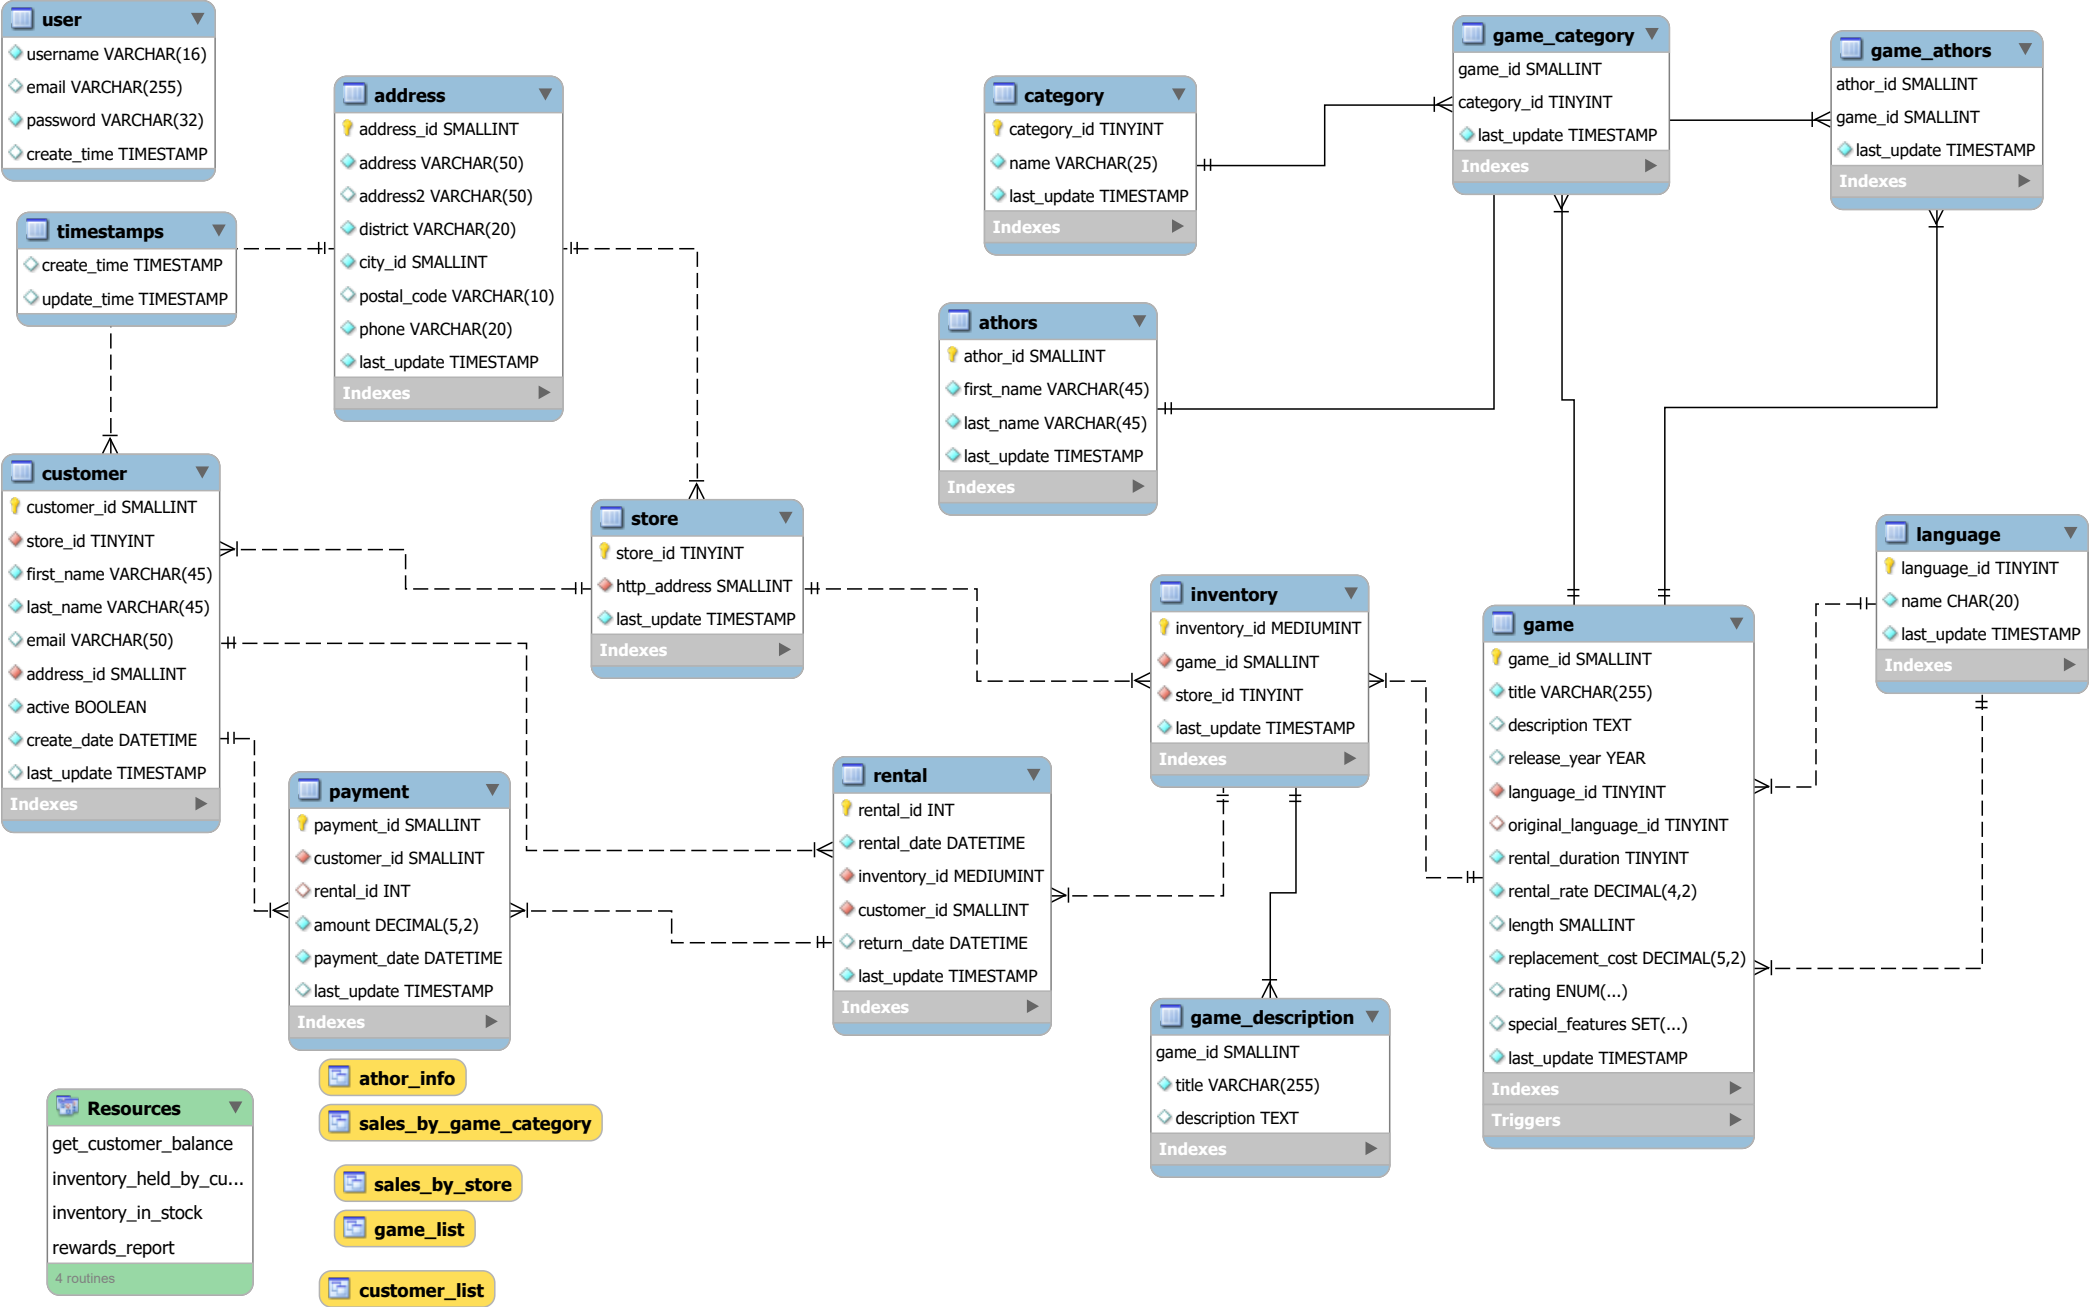 user
username VARCHAR(16)
email VARCHAR(255)
password VARCHAR(32)
create_time TIMESTAMP
timestamps
create_time TIMESTAMP
update_time TIMESTAMP
address
address_id SMALLINT
address VARCHAR(50)
address2 VARCHAR(50)
district VARCHAR(20)
city_id SMALLINT
postal_code VARCHAR(10)
phone VARCHAR(20)
last_update TIMESTAMP
Indexes
category
category_id TINYINT
name VARCHAR(25)
last_update TIMESTAMP
Indexes
game_category
game_id SMALLINT
category_id TINYINT
last_update TIMESTAMP
Indexes
game_athors
athor_id SMALLINT
game_id SMALLINT
last_update TIMESTAMP
Indexes
athors
athor_id SMALLINT
first_name VARCHAR(45)
last_name VARCHAR(45)
last_update TIMESTAMP
Indexes
customer
customer_id SMALLINT
store_id TINYINT
first_name VARCHAR(45)
last_name VARCHAR(45)
email VARCHAR(50)
address_id SMALLINT
active BOOLEAN
create_date DATETIME
last_update TIMESTAMP
Indexes
store
store_id TINYINT
http_address SMALLINT
last_update TIMESTAMP
Indexes
inventory
inventory_id MEDIUMINT
game_id SMALLINT
store_id TINYINT
last_update TIMESTAMP
Indexes
language
language_id TINYINT
name CHAR(20)
last_update TIMESTAMP
Indexes
game
game_id SMALLINT
title VARCHAR(255)
description TEXT
release_year YEAR
language_id TINYINT
original_language_id TINYINT
rental_duration TINYINT
rental_rate DECIMAL(4,2)
length SMALLINT
replacement_cost DECIMAL(5,2)
rating ENUM(...)
special_features SET(...)
last_update TIMESTAMP
Indexes
Triggers
payment
payment_id SMALLINT
customer_id SMALLINT
rental_id INT
amount DECIMAL(5,2)
payment_date DATETIME
last_update TIMESTAMP
Indexes
rental
rental_id INT
rental_date DATETIME
inventory_id MEDIUMINT
customer_id SMALLINT
return_date DATETIME
last_update TIMESTAMP
Indexes
game_description
game_id SMALLINT
title VARCHAR(255)
description TEXT
Indexes
Resources
get_customer_balance
inventory_held_by_cu...
inventory_in_stock
rewards_report
4 routines
athor_info
sales_by_game_category
sales_by_store
game_list
customer_list